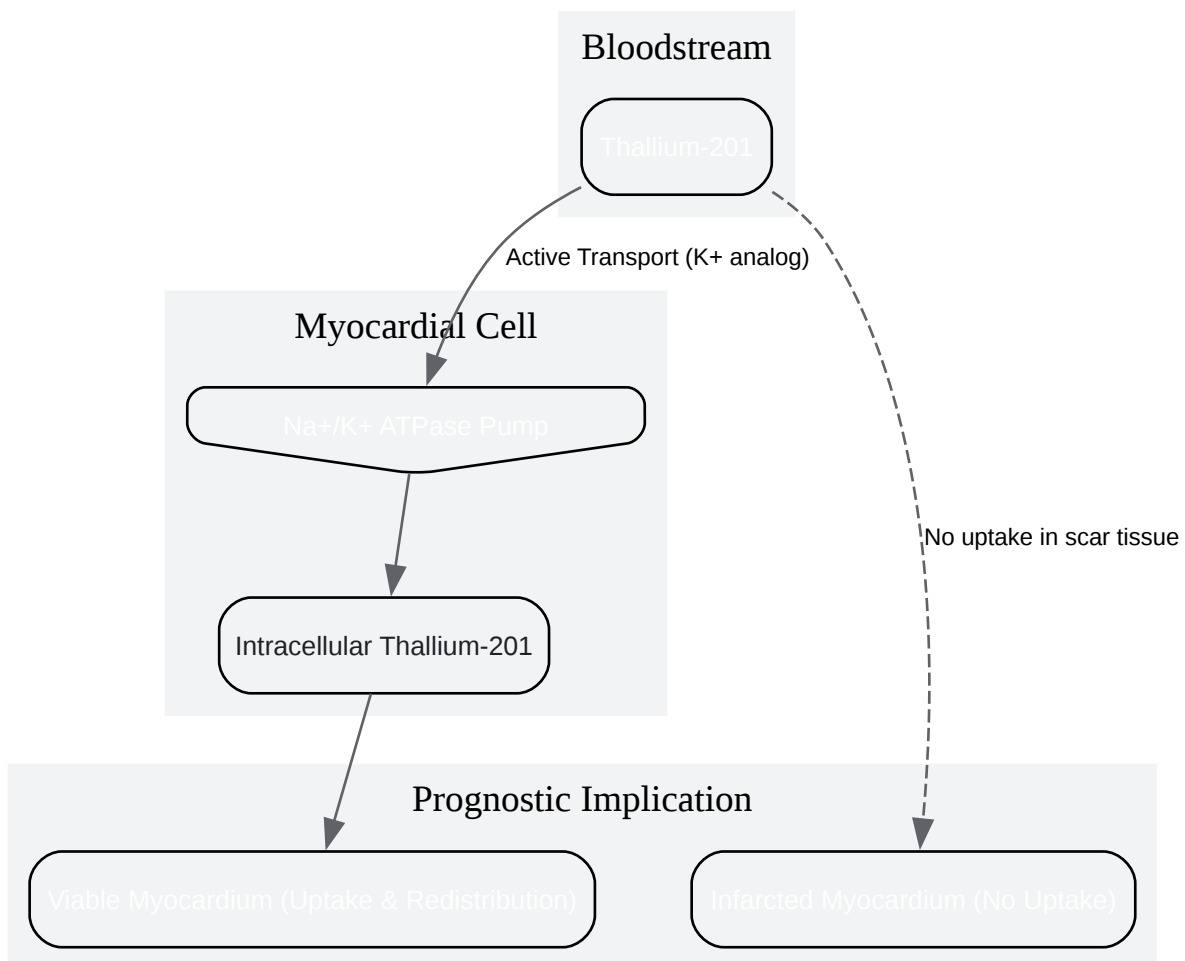 Bloodstream
Thallium-201
Active Transport (K+ analog)
Myocardial Cell
Na+/K+ ATPase Pump
No uptake in scar tissue
Intracellular Thallium-201
Prognostic Implication
Viable Myocardium (Uptake & Redistribution)
Infarcted Myocardium (No Uptake)